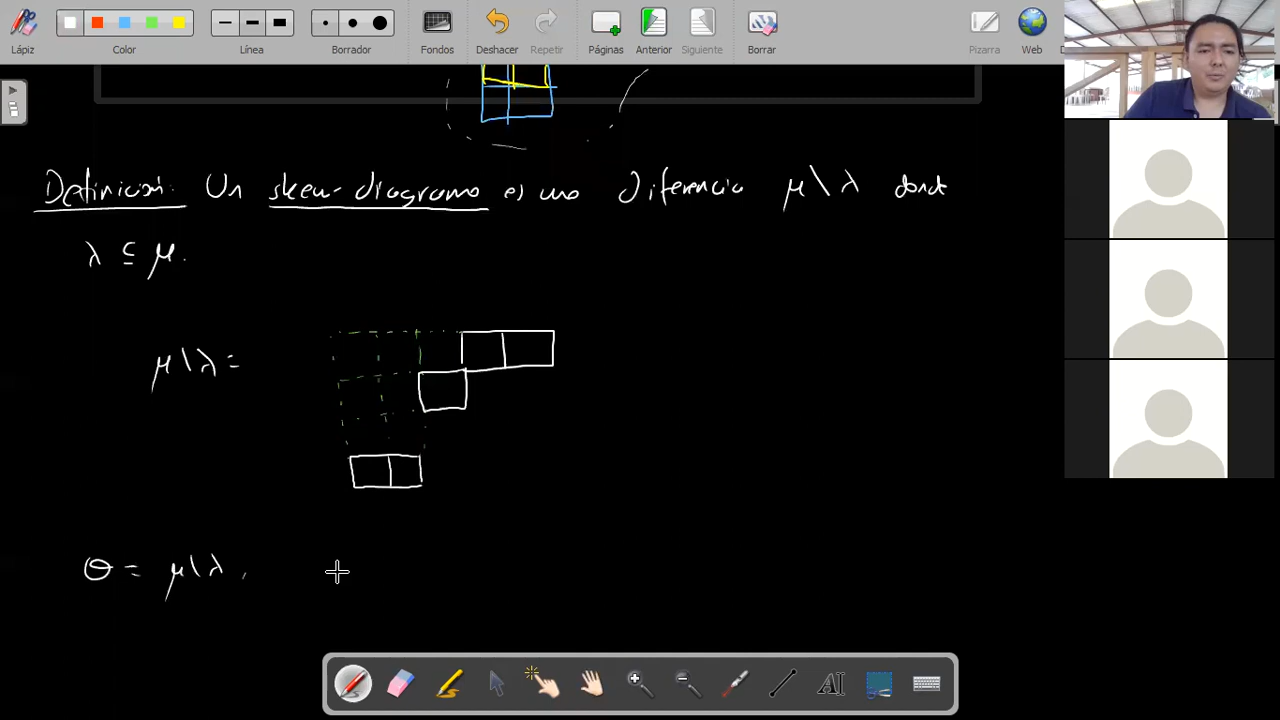 Lápiz Color Línea Borrador Fondos Deshacer Repetir Páginas Anterior Siguiente Borrar Pizarra Web
Definición: Un skew-diagrama es una diferencia μ\λ donde
λ ⊆ μ.
μ\λ =
θ = μ\λ,
AI